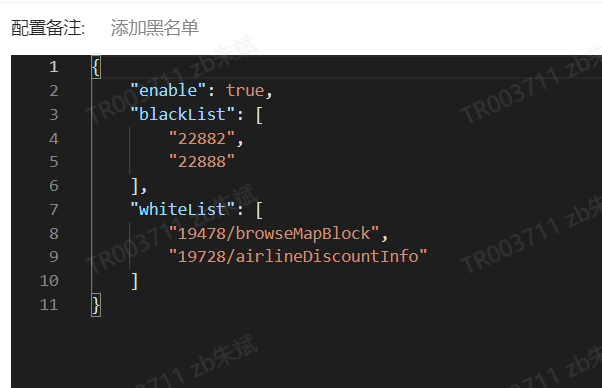 配置备注: 添加黑名单
1 {
2 "enable": true,
3 "blackList": [
4 "22882",
5 "22888"
6 ],
7 "whiteList": [
8 "19478/browseMapBlock",
9 "19728/airlineDiscountInfo"
10 ]
11 }
TR003711 zb朱斌
TR003711 zb朱斌
TR003711 zb朱斌
TR003711 zb朱斌
TR003711 zb朱斌
TR003711 zb朱斌